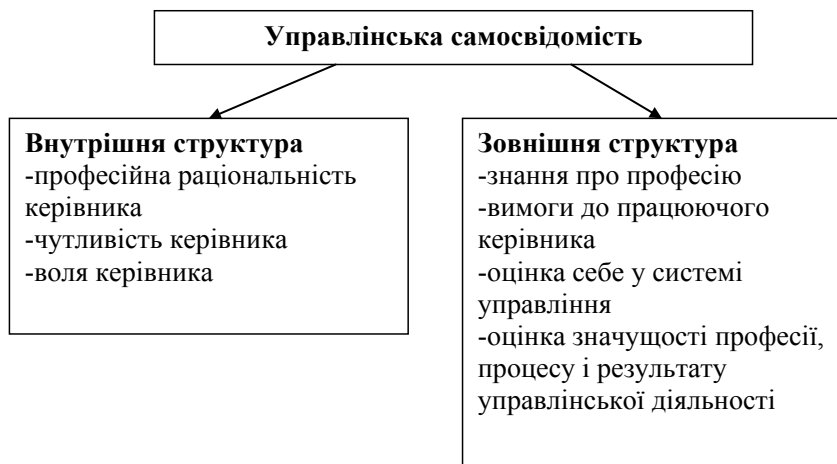 Управлінська самосвідомість
Внутрішня структура
-професійна раціональність
керівника
-чутливість керівника
-воля керівника
Зовнішня структура
-знання про професію
-вимоги до працюючого
керівника
-оцінка себе у системі
управління
-оцінка значущості професії,
процесу і результату
управлінської діяльності